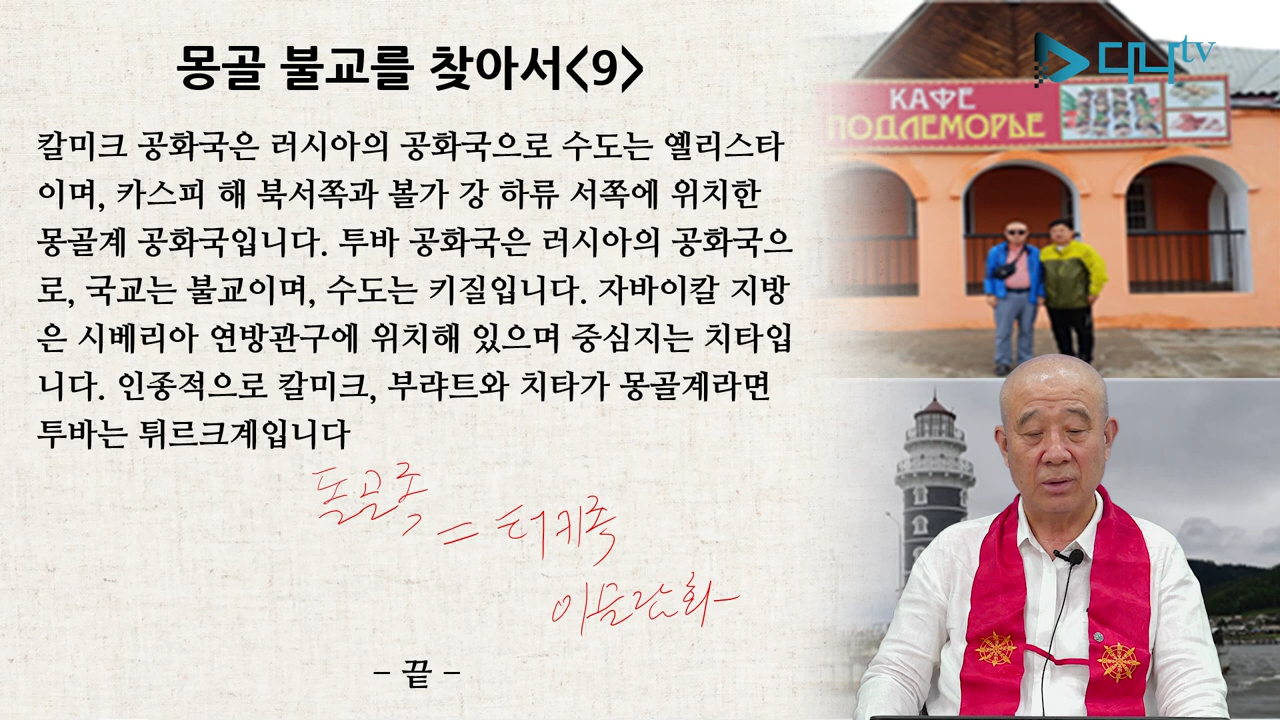 몽골 불교를 찾아서<9>
칼미크 공화국은 러시아의 공화국으로 수도는 옐리스타
이며, 카스피 해 북서쪽과 볼가 강 하류 서쪽에 위치한
몽골계 공화국입니다. 투바 공화국은 러시아의 공화국으
로, 국교는 불교이며, 수도는 키질입니다. 자바이칼 지방
은 시베리아 연방관구에 위치해 있으며 중심지는 치타입
니다. 인종적으로 칼미크, 부랴트와 치타가 몽골계라면
투바는 튀르크계입니다
돌골족
= 터키족
이슬람화
- 끝 -
КАФЕ
ПОДЛЕМОРЬЕ
tv